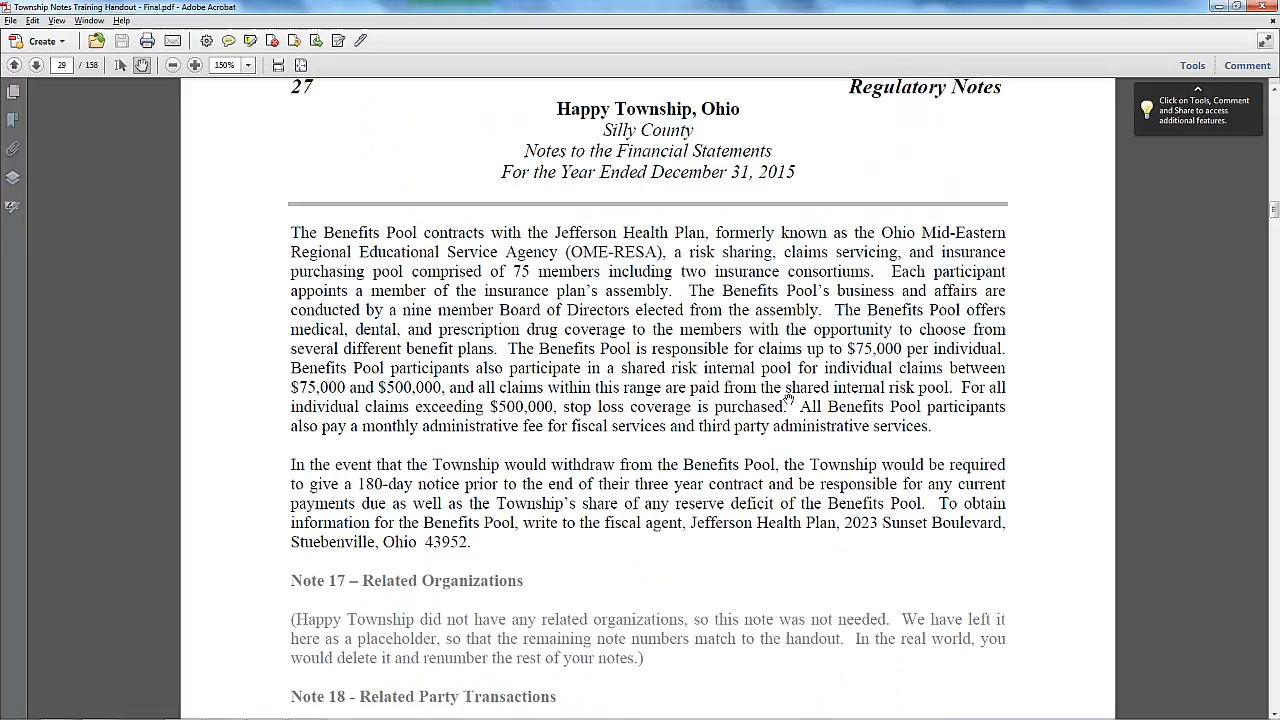 Township Notes Training Handout - Final.pdf - Adobe Acrobat
File Edit View Window Help
Create
29 / 158 150% Tools Comment
Click on Tools, Comment
and Share to access
additional features.
27 Regulatory Notes
Happy Township, Ohio
Silly County
Notes to the Financial Statements
For the Year Ended December 31, 2015
The Benefits Pool contracts with the Jefferson Health Plan, formerly known as the Ohio Mid-Eastern
Regional Educational Service Agency (OME-RESA), a risk sharing, claims servicing, and insurance
purchasing pool comprised of 75 members including two insurance consortiums. Each participant
appoints a member of the insurance plan's assembly. The Benefits Pool's business and affairs are
conducted by a nine member Board of Directors elected from the assembly. The Benefits Pool offers
medical, dental, and prescription drug coverage to the members with the opportunity to choose from
several different benefit plans. The Benefits Pool is responsible for claims up to $75,000 per individual.
Benefits Pool participants also participate in a shared risk internal pool for individual claims between
$75,000 and $500,000, and all claims within this range are paid from the shared internal risk pool. For all
individual claims exceeding $500,000, stop loss coverage is purchased. All Benefits Pool participants
also pay a monthly administrative fee for fiscal services and third party administrative services.
In the event that the Township would withdraw from the Benefits Pool, the Township would be required
to give a 180-day notice prior to the end of their three year contract and be responsible for any current
payments due as well as the Township's share of any reserve deficit of the Benefits Pool. To obtain
information for the Benefits Pool, write to the fiscal agent, Jefferson Health Plan, 2023 Sunset Boulevard,
Stuebenville, Ohio 43952.
Note 17 – Related Organizations
(Happy Township did not have any related organizations, so this note was not needed. We have left it
here as a placeholder, so that the remaining note numbers match to the handout. In the real world, you
would delete it and renumber the rest of your notes.)
Note 18 - Related Party Transactions